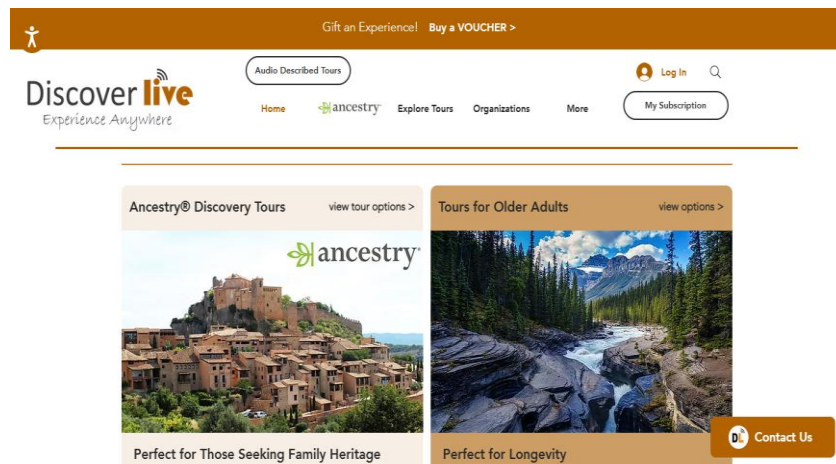 Gift an Experience! Buy a VOUCHER >
Audio Described Tours
Log In
Discover live
Experience Anywhere
Home
ancestry
Explore Tours
Organizations
More
My Subscription
Ancestry® Discovery Tours
view tour options >
Tours for Older Adults
view options >
ancestry
Perfect for Those Seeking Family Heritage
Perfect for Longevity
DL Contact Us